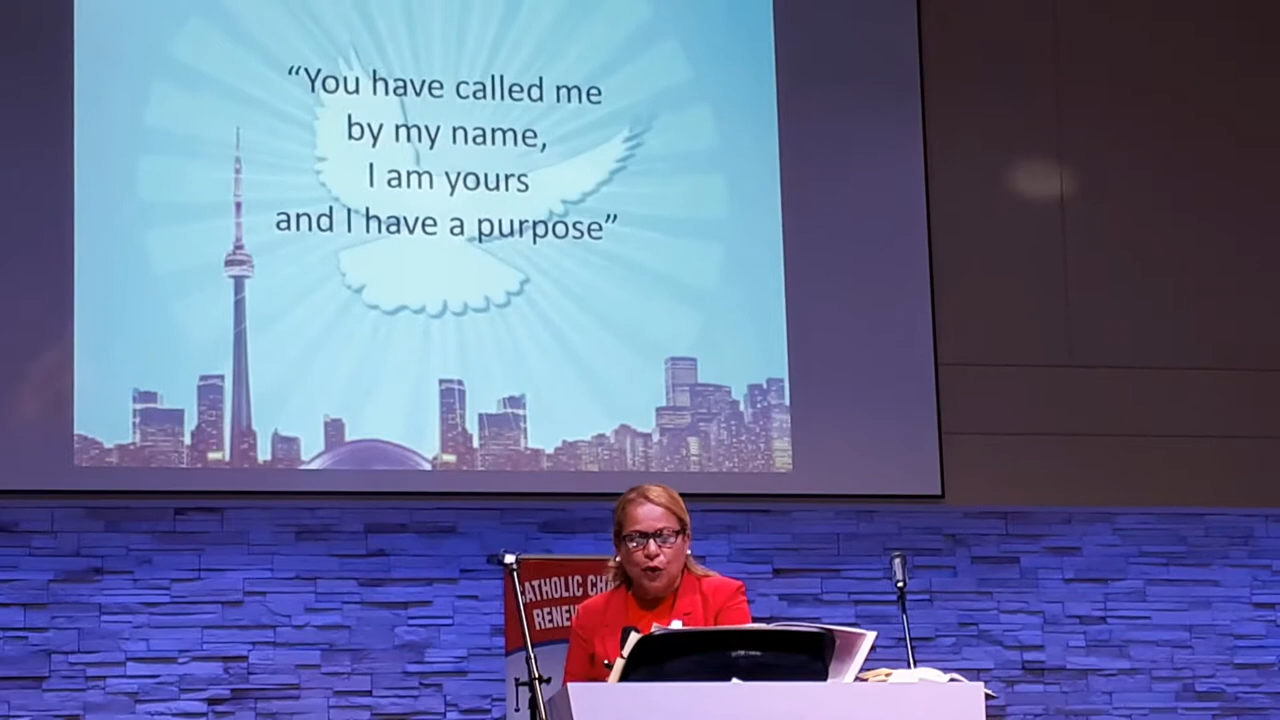 “You have called me
by my name,
I am yours
and I have a purpose”
CATHOLIC CHA
RENEW